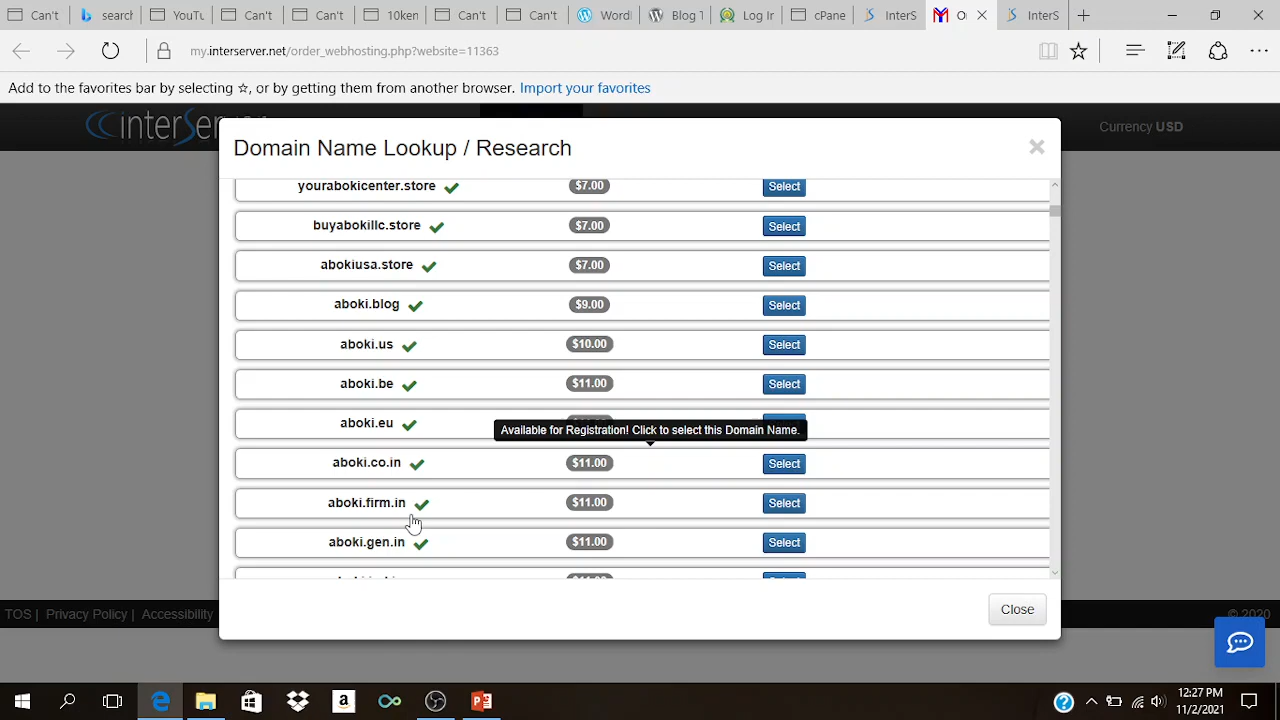 Can't
search
YouTu
Can't
Can't
10ken
Can't
Can't
Wordl
Blog T
Log Ir
cPane
InterS
O
InterS
my.interserver.net/order_webhosting.php?website=11363
Add to the favorites bar by selecting ☆, or by getting them from another browser. Import your favorites
interSe
Currency USD
Domain Name Lookup / Research
×
yourabokicenter.store $7.00 Select
buyabokillc.store $7.00 Select
abokiusa.store $7.00 Select
aboki.blog $9.00 Select
aboki.us $10.00 Select
aboki.be $11.00 Select
aboki.eu
Available for Registration! Click to select this Domain Name.
aboki.co.in $11.00 Select
aboki.firm.in $11.00 Select
aboki.gen.in $11.00 Select
Close
TOS | Privacy Policy | Accessibility
© 2020
12:27 PM
11/2/2021